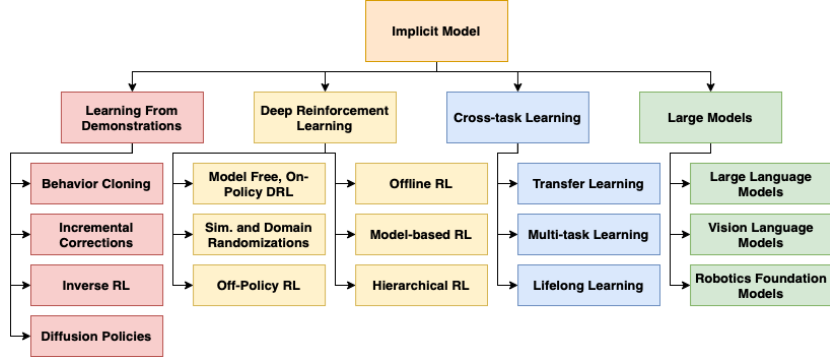 Implicit Model
Learning From
Demonstrations
Deep Reinforcement
Learning
Cross-task Learning
Large Models
Behavior Cloning
Incremental
Corrections
Inverse RL
Diffusion Policies
Model Free, On-
Policy DRL
Sim. and Domain
Randomizations
Off-Policy RL
Offline RL
Model-based RL
Hierarchical RL
Transfer Learning
Multi-task Learning
Lifelong Learning
Large Language
Models
Vision Language
Models
Robotics Foundation
Models